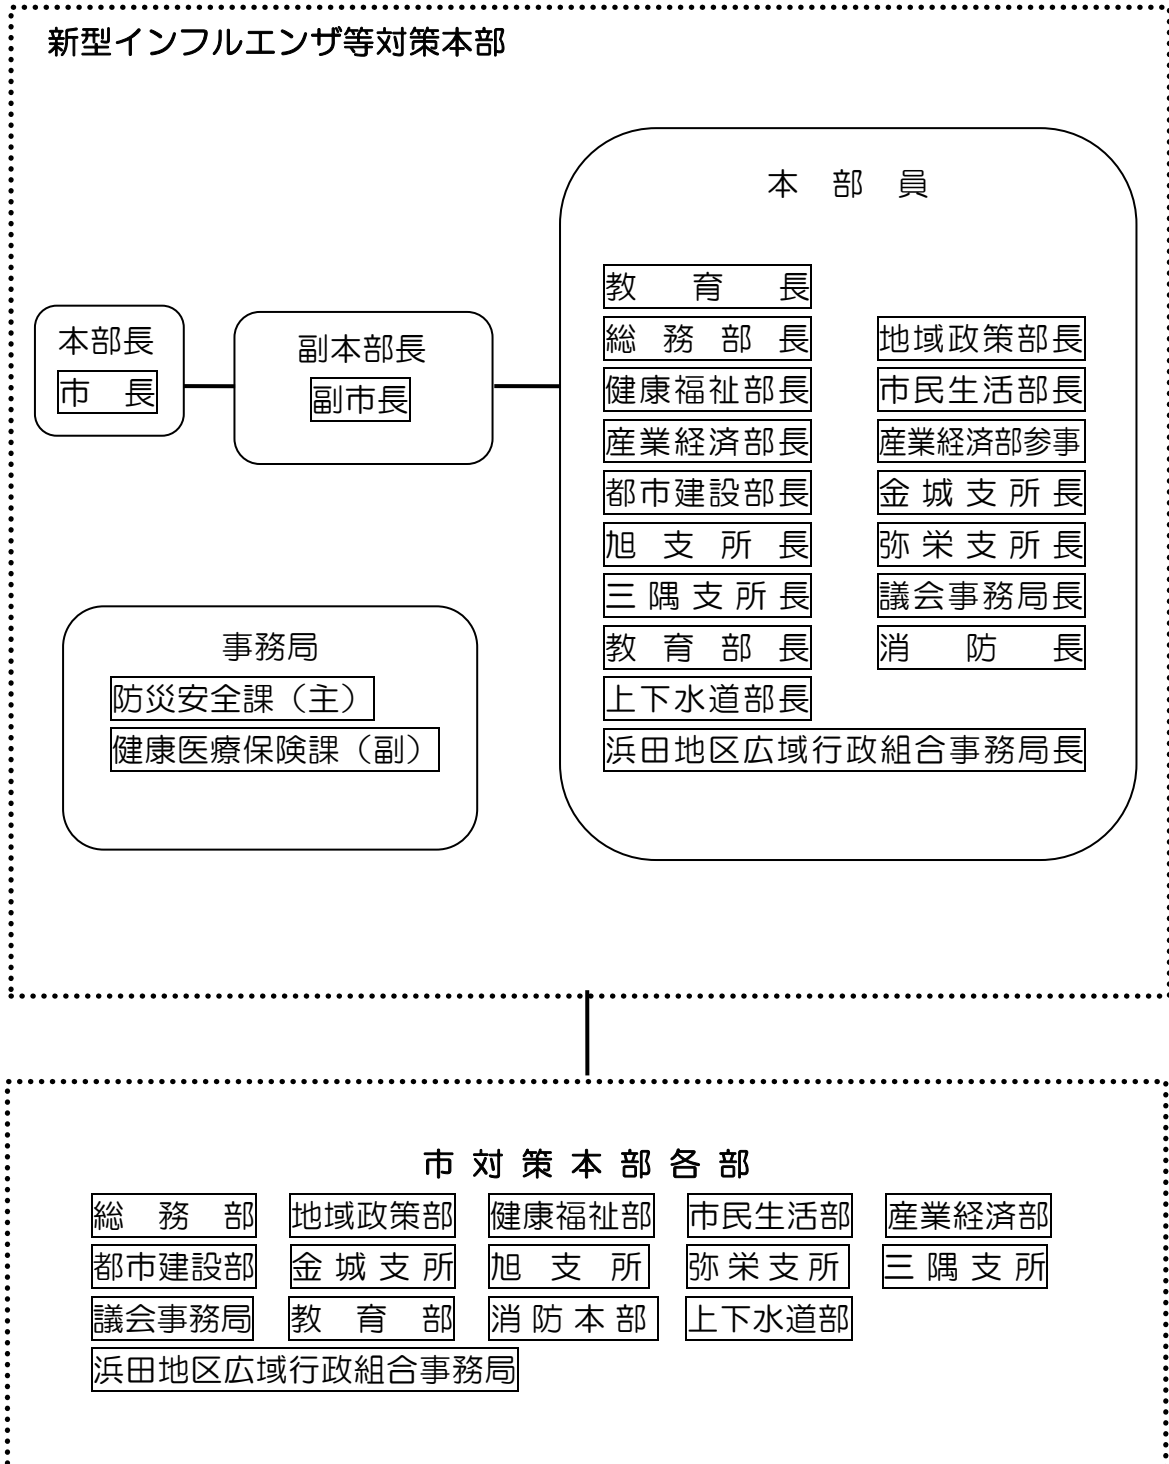 新型インフルエンザ等対策本部
本部長
市　長
副本部長
副市長
本　部　員
教　育　長
総　務　部　長　地域政策部長
健康福祉部長　市民生活部長
産業経済部長　産業経済部参事
都市建設部長　金城支所長
旭　支　所　長　弥栄支所長
三隅支所長　議会事務局長
教　育　部　長　消　防　長
上下水道部長
浜田地区広域行政組合事務局長
事務局
防災安全課（主）
健康医療保険課（副）
市対策本部各部
総　務　部　地域政策部　健康福祉部　市民生活部　産業経済部
都市建設部　金城支所　旭　支　所　弥栄支所　三隅支所
議会事務局　教　育　部　消防本部　上下水道部
浜田地区広域行政組合事務局